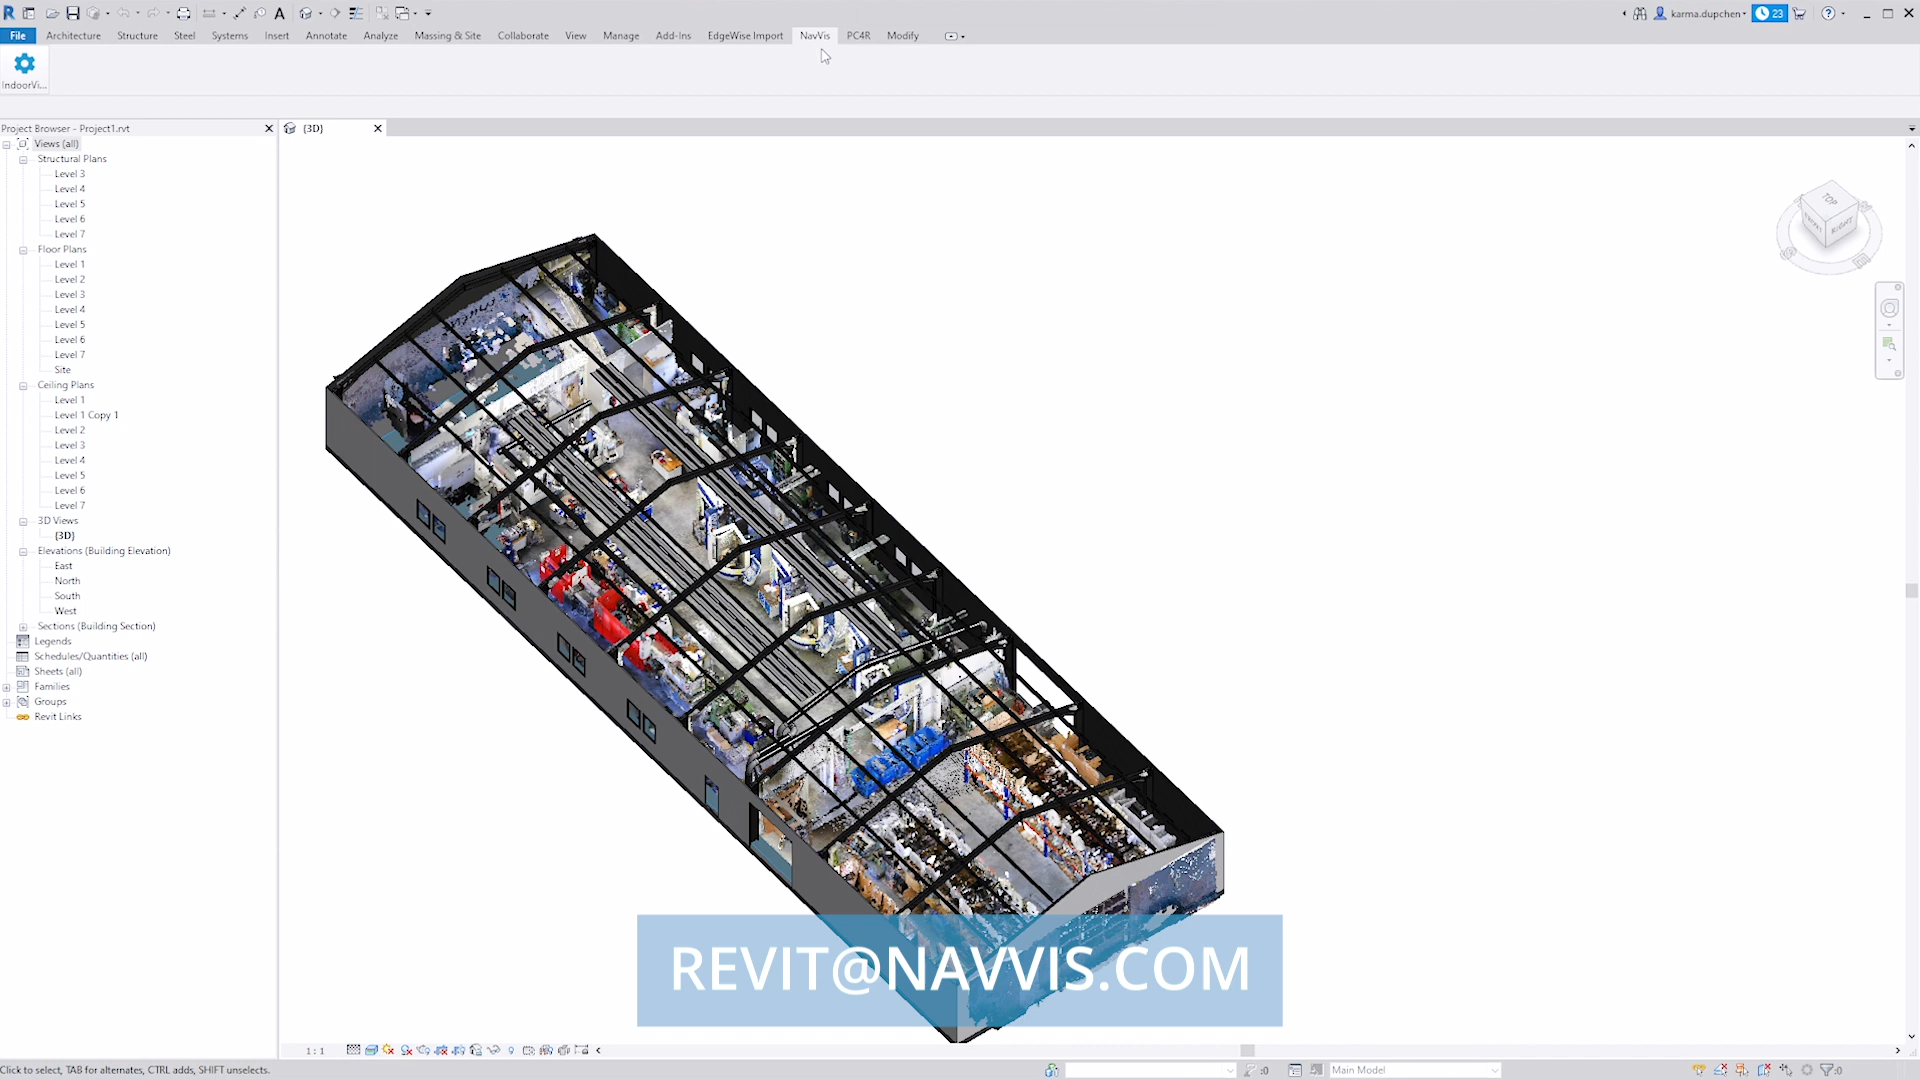 karma.dupchen
23
File Architecture Structure Steel Systems Insert Annotate Analyze Massing & Site Collaborate View Manage Add-Ins EdgeWise Import NavVis PC4R Modify
IndoorVi...
Project Browser - Project1.rvt
{3D}
Views (all)
Structural Plans
Level 3
Level 4
Level 5
Level 6
Level 7
Floor Plans
Level 1
Level 2
Level 3
Level 4
Level 5
Level 6
Level 7
Site
Ceiling Plans
Level 1
Level 1 Copy 1
Level 2
Level 3
Level 4
Level 5
Level 6
Level 7
3D Views
{3D}
Elevations (Building Elevation)
East
North
South
West
Sections (Building Section)
Legends
Schedules/Quantities (all)
Sheets (all)
Families
Groups
Revit Links
TOP
FRONT
RIGHT
REVIT@NAVVIS.COM
1 : 1
Click to select, TAB for alternates, CTRL adds, SHIFT unselects.
:0
Main Model
:0